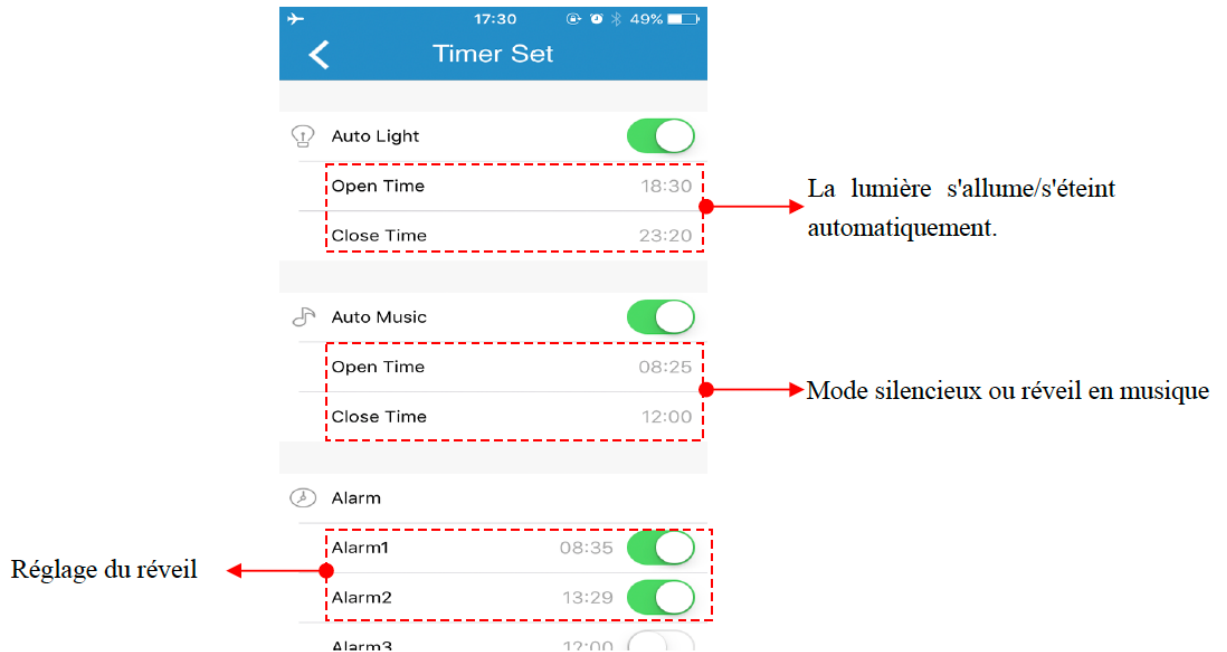 17:30 49%
Timer Set
Auto Light
Open Time 18:30
Close Time 23:20
La lumière s'allume/s'éteint
automatiquement.
Auto Music
Open Time 08:25
Close Time 12:00
Mode silencieux ou réveil en musique
Alarm
Alarm1 08:35
Réglage du réveil
Alarm2 13:29
Alarm3 12:00